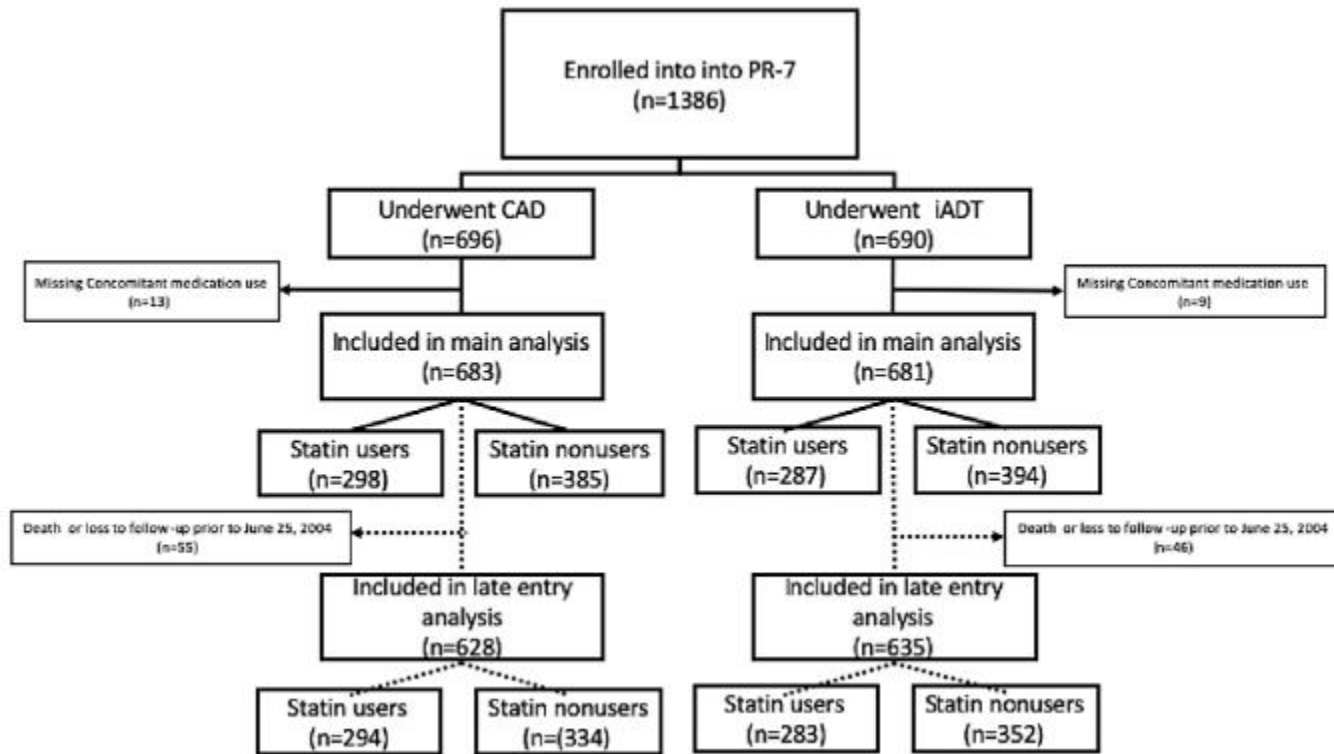 Enrolled into into PR-7
(n=1386)
Underwent CAD
(n=696)
Underwent iADT
(n=690)
Missing Concomitant medication use
(n=13)
Missing Concomitant medication use
(n=9)
Included in main analysis
(n=683)
Included in main analysis
(n=681)
Statin users
(n=298)
Statin nonusers
(n=385)
Statin users
(n=287)
Statin nonusers
(n=394)
Death or loss to follow-up prior to June 25, 2004
(n=55)
Death or loss to follow-up prior to June 25, 2004
(n=46)
Included in late entry
analysis
(n=628)
Included in late entry
analysis
(n=635)
Statin users
(n=294)
Statin nonusers
(n=(334)
Statin users
(n=283)
Statin nonusers
(n=352)